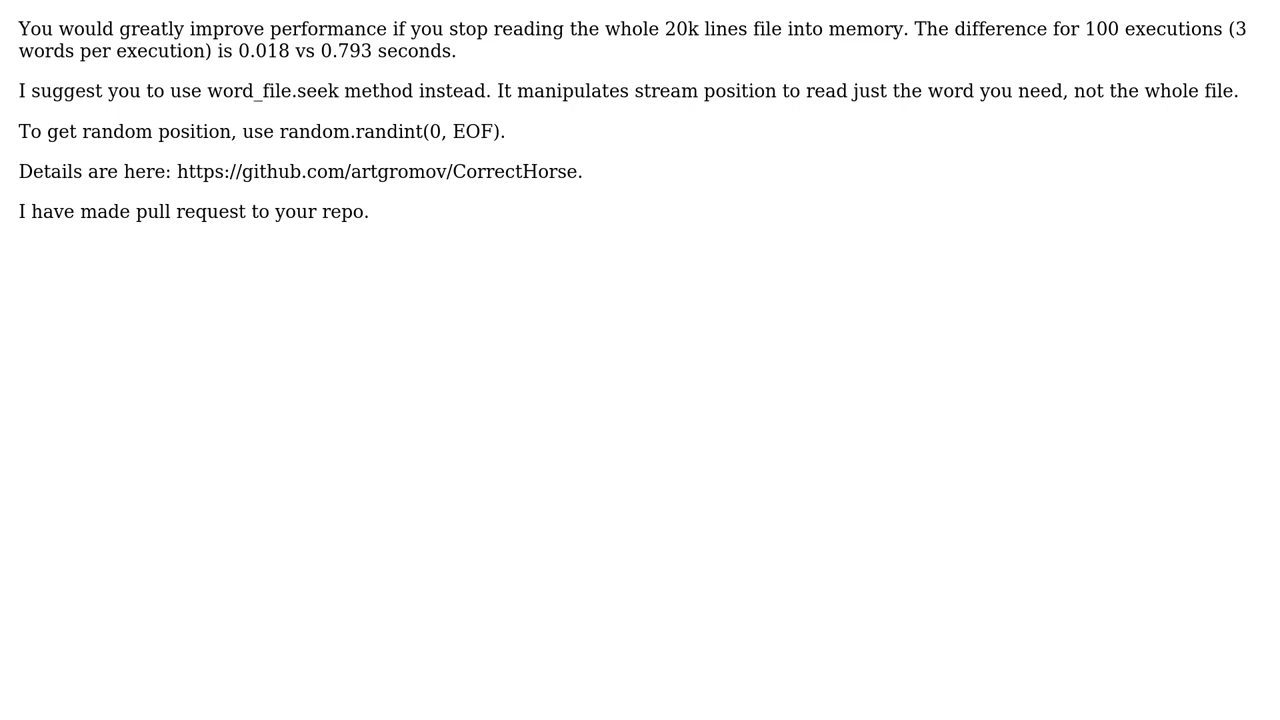 You would greatly improve performance if you stop reading the whole 20k lines file into memory. The difference for 100 executions (3
words per execution) is 0.018 vs 0.793 seconds.
I suggest you to use word_file.seek method instead. It manipulates stream position to read just the word you need, not the whole file.
To get random position, use random.randint(0, EOF).
Details are here: https://github.com/artgromov/CorrectHorse.
I have made pull request to your repo.